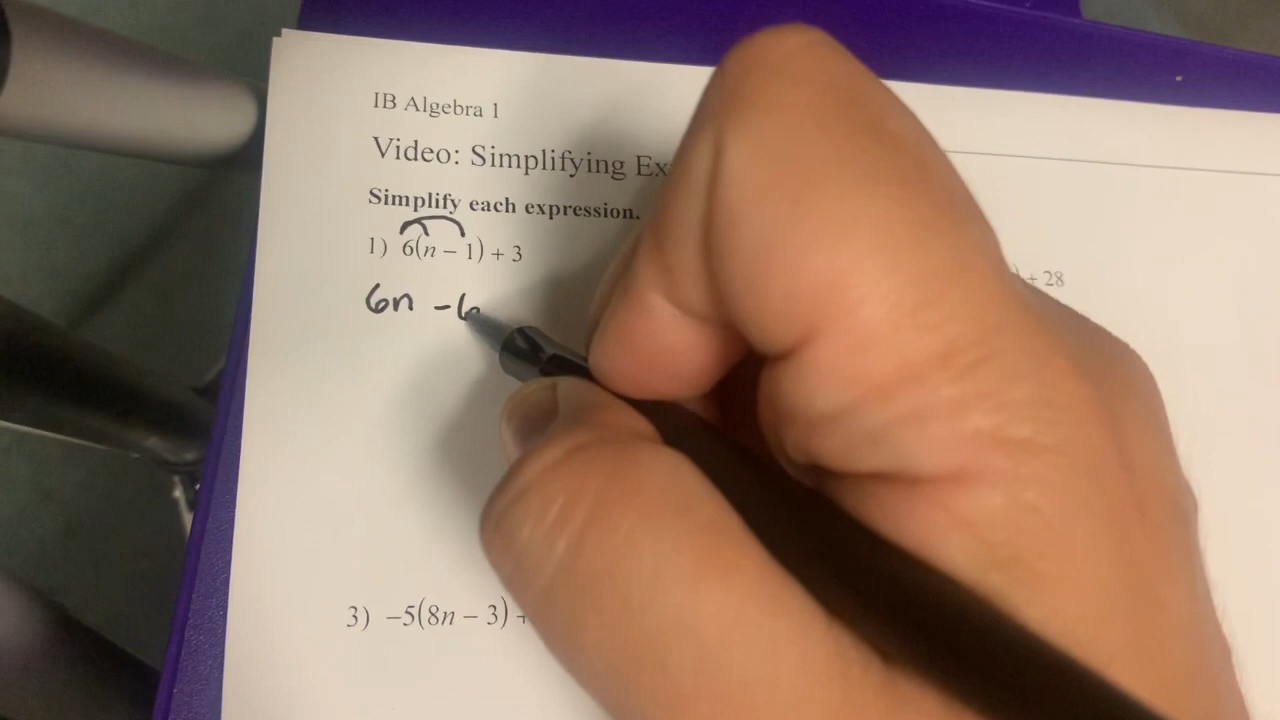 IB Algebra 1
Video: Simplifying
Simplify each expression.
1) 6(n − 1) + 3
+ 28
6n - 6
3) −5(8n − 3)